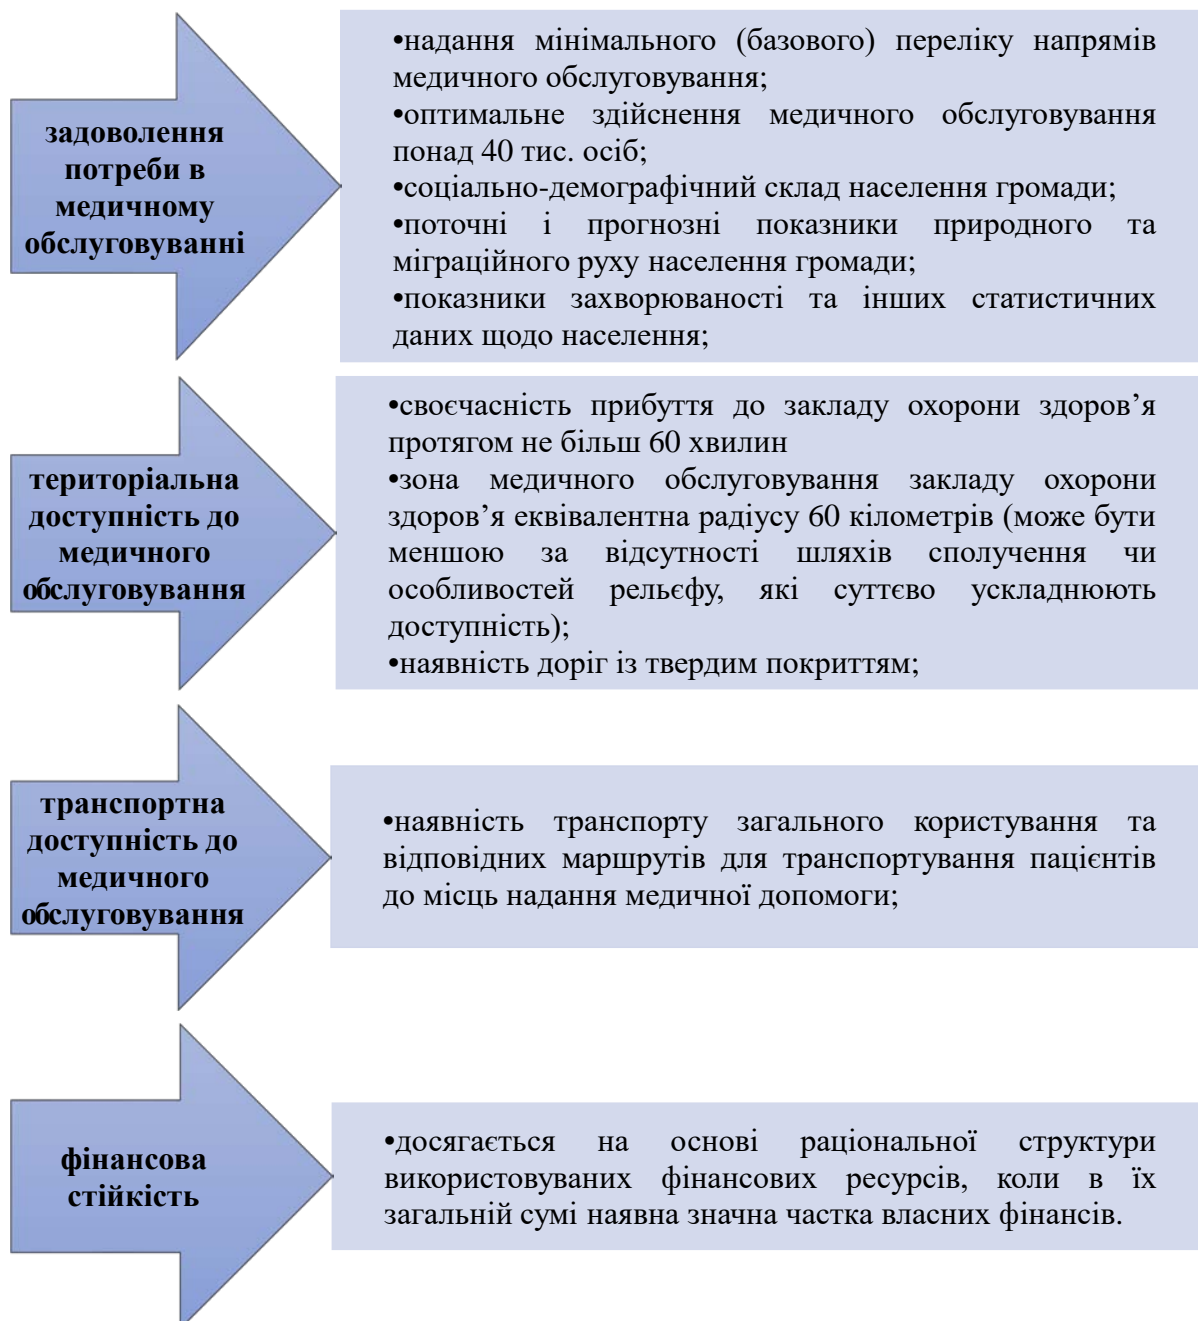 задоволення
потреби в
медичному
обслуговуванні
•надання мінімального (базового) переліку напрямів
медичного обслуговування;
•оптимальне здійснення медичного обслуговування
понад 40 тис. осіб;
•соціально-демографічний склад населення громади;
•поточні і прогнозні показники природного та
міграційного руху населення громади;
•показники захворюваності та інших статистичних
даних щодо населення;
територіальна
доступність до
медичного
обслуговування
•своєчасність прибуття до закладу охорони здоров’я
протягом не більш 60 хвилин
•зона медичного обслуговування закладу охорони
здоров’я еквівалентна радіусу 60 кілометрів (може бути
меншою за відсутності шляхів сполучення чи
особливостей рельєфу, які суттєво ускладнюють
доступність);
•наявність доріг із твердим покриттям;
транспортна
доступність до
медичного
обслуговування
•наявність транспорту загального користування та
відповідних маршрутів для транспортування пацієнтів
до місць надання медичної допомоги;
фінансова
стійкість
•досягається на основі раціональної структури
використовуваних фінансових ресурсів, коли в їх
загальній сумі наявна значна частка власних фінансів.